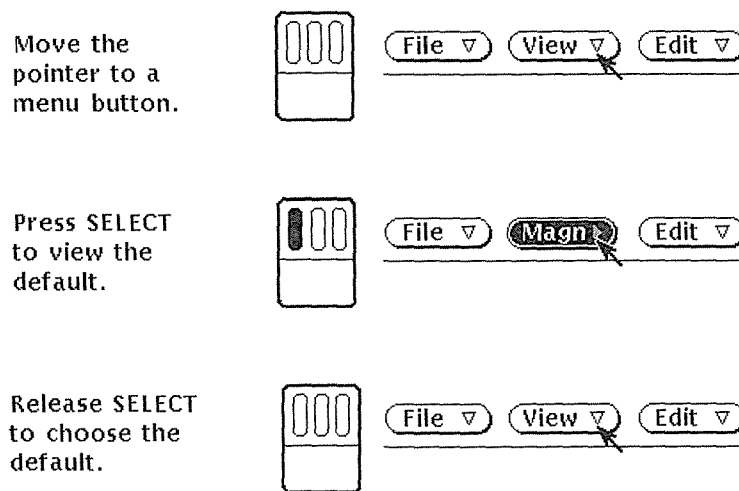 Move the
pointer to a
menu button.
File ▽ View ▽ Edit ▽
Press SELECT
to view the
default.
File ▽ Magn ▷ Edit ▽
Release SELECT
to choose the
default.
File ▽ View ▽ Edit ▽